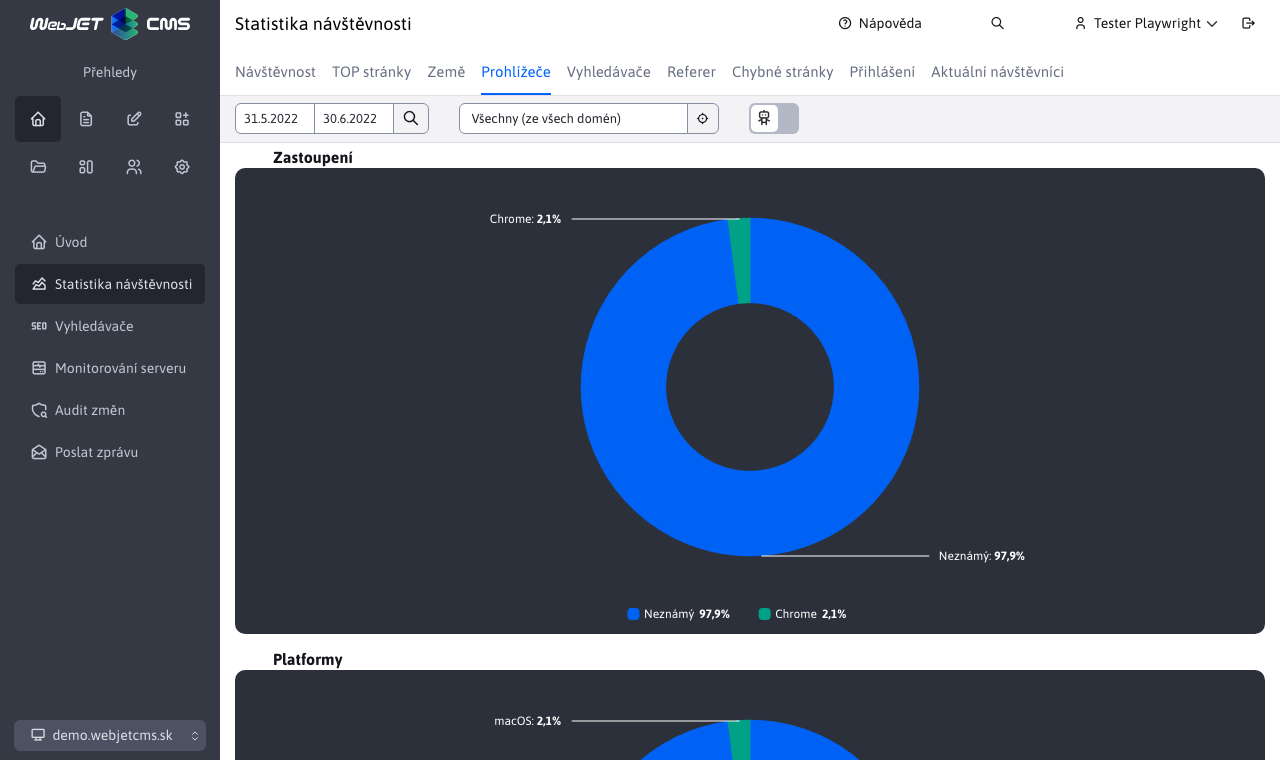 WebJET CMS
Statistika návštěvnosti
Nápověda
Tester Playwright
Přehledy
Návštěvnost TOP stránky Země Prohlížeče Vyhledávače Referer Chybné stránky Přihlášení Aktuální návštěvníci
31.5.2022 30.6.2022 Všechny (ze všech domén)
Úvod
Statistika návštěvnosti
SEO Vyhledávače
Monitorování serveru
Audit změn
Poslat zprávu
demo.webjetcms.sk
Zastoupení
Chrome: 2,1%
Neznámý: 97,9%
Neznámý 97,9% Chrome 2,1%
Platformy
macOS: 2,1%